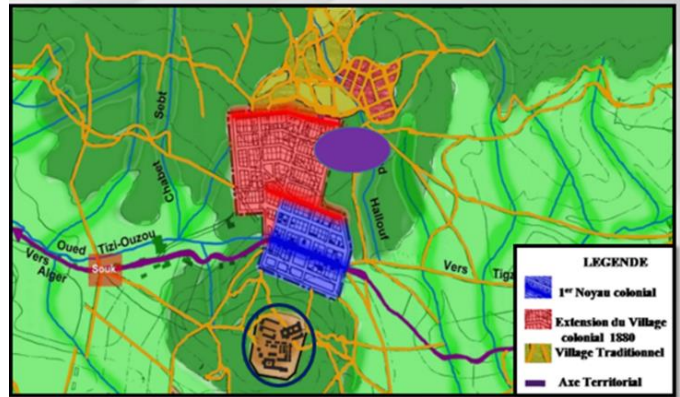 Sebt
Chabet
d
Hallouf
Oued Tizi-Ouzou
Vers
Alger
Souk
Vers Tigz
LEGENDE
1er Noyau colonial
Extension du Village
colonial 1880
Village Traditionnel
Axe Territorial